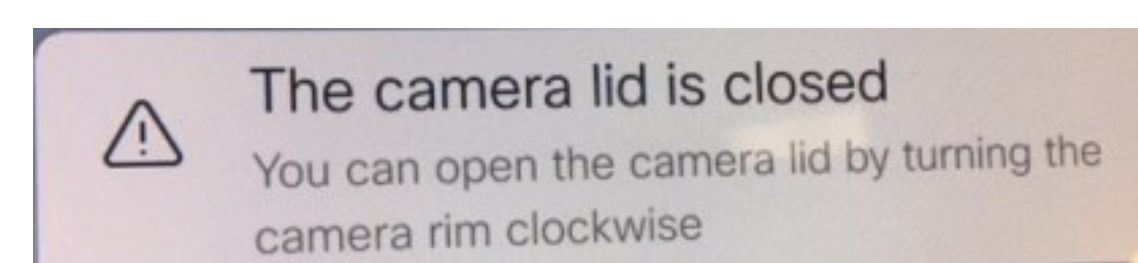 The camera lid is closed
You can open the camera lid by turning the
camera rim clockwise